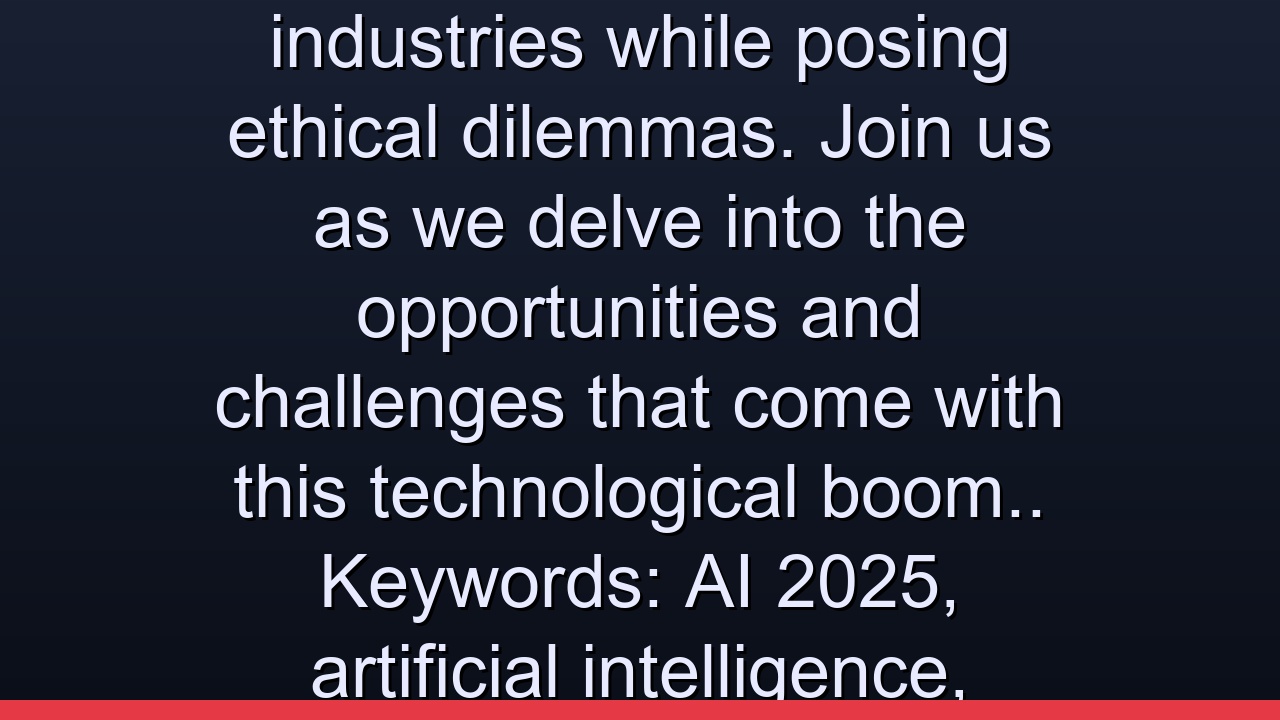 industries while posing
ethical dilemmas. Join us
as we delve into the
opportunities and
challenges that come with
this technological boom..
Keywords: AI 2025,
artificial intelligence,